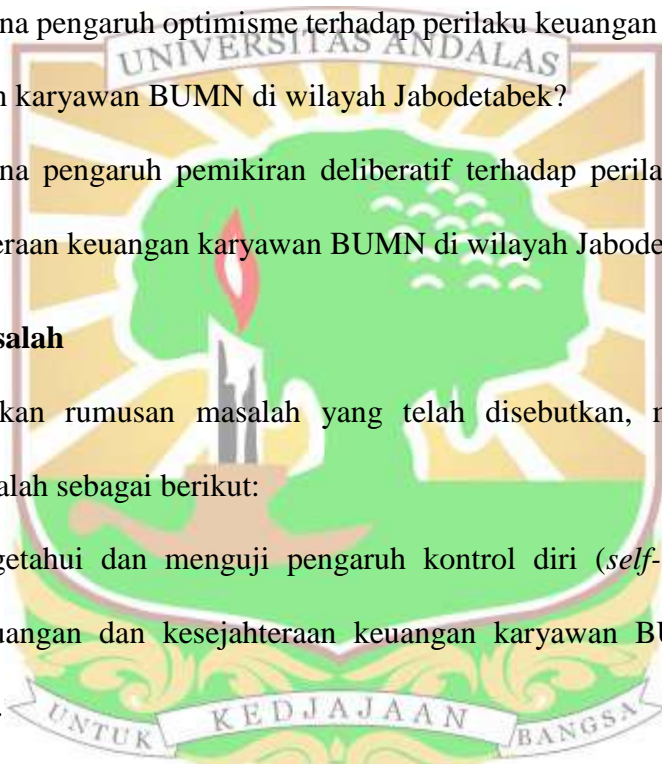 na pengaruh optimisme terhadap perilaku keuangan
UNIVERSITAS ANDALAS
n karyawan BUMN di wilayah Jabodetabek?
na pengaruh pemikiran deliberatif terhadap perila
eraan keuangan karyawan BUMN di wilayah Jabode
salah
kan rumusan masalah yang telah disebutkan, m
alah sebagai berikut:
getahui dan menguji pengaruh kontrol diri (self-
uangan dan kesejahteraan keuangan karyawan BU
.
UNTUK KEDJAJAAN BANGSA